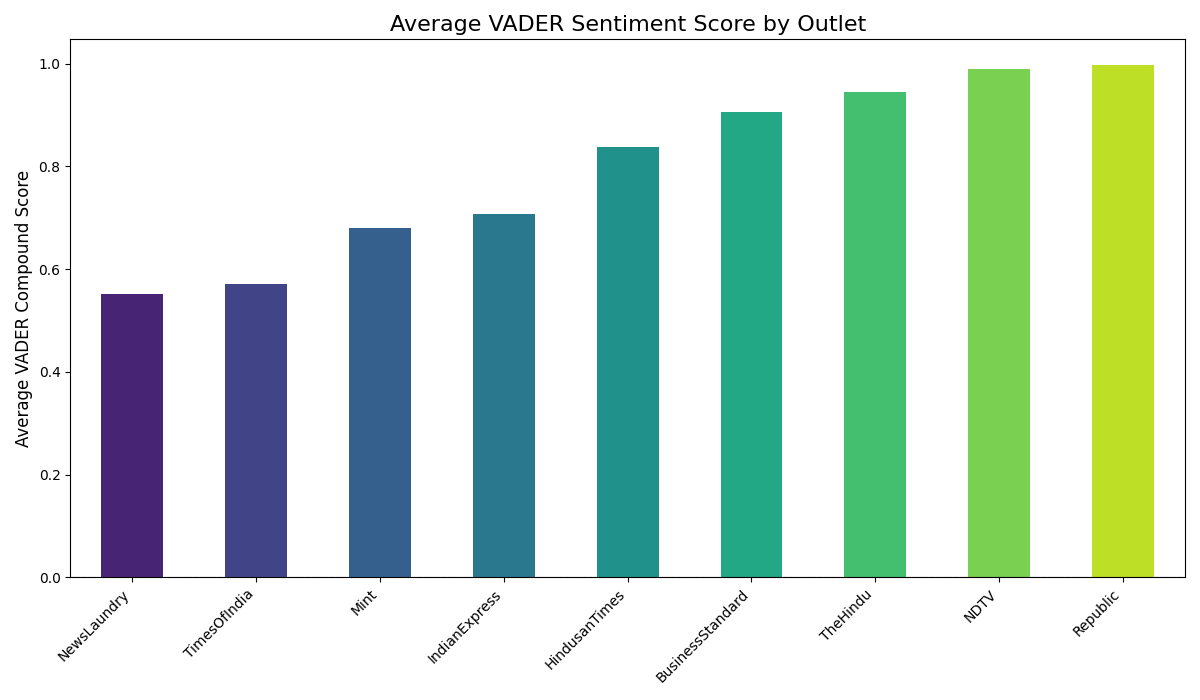 Average VADER Sentiment Score by Outlet
Average VADER Compound Score
1.0
0.8
0.6
0.4
0.2
0.0
NewsLaundry
TimesOfIndia
Mint
IndianExpress
HindusanTimes
BusinessStandard
TheHindu
NDTV
Republic